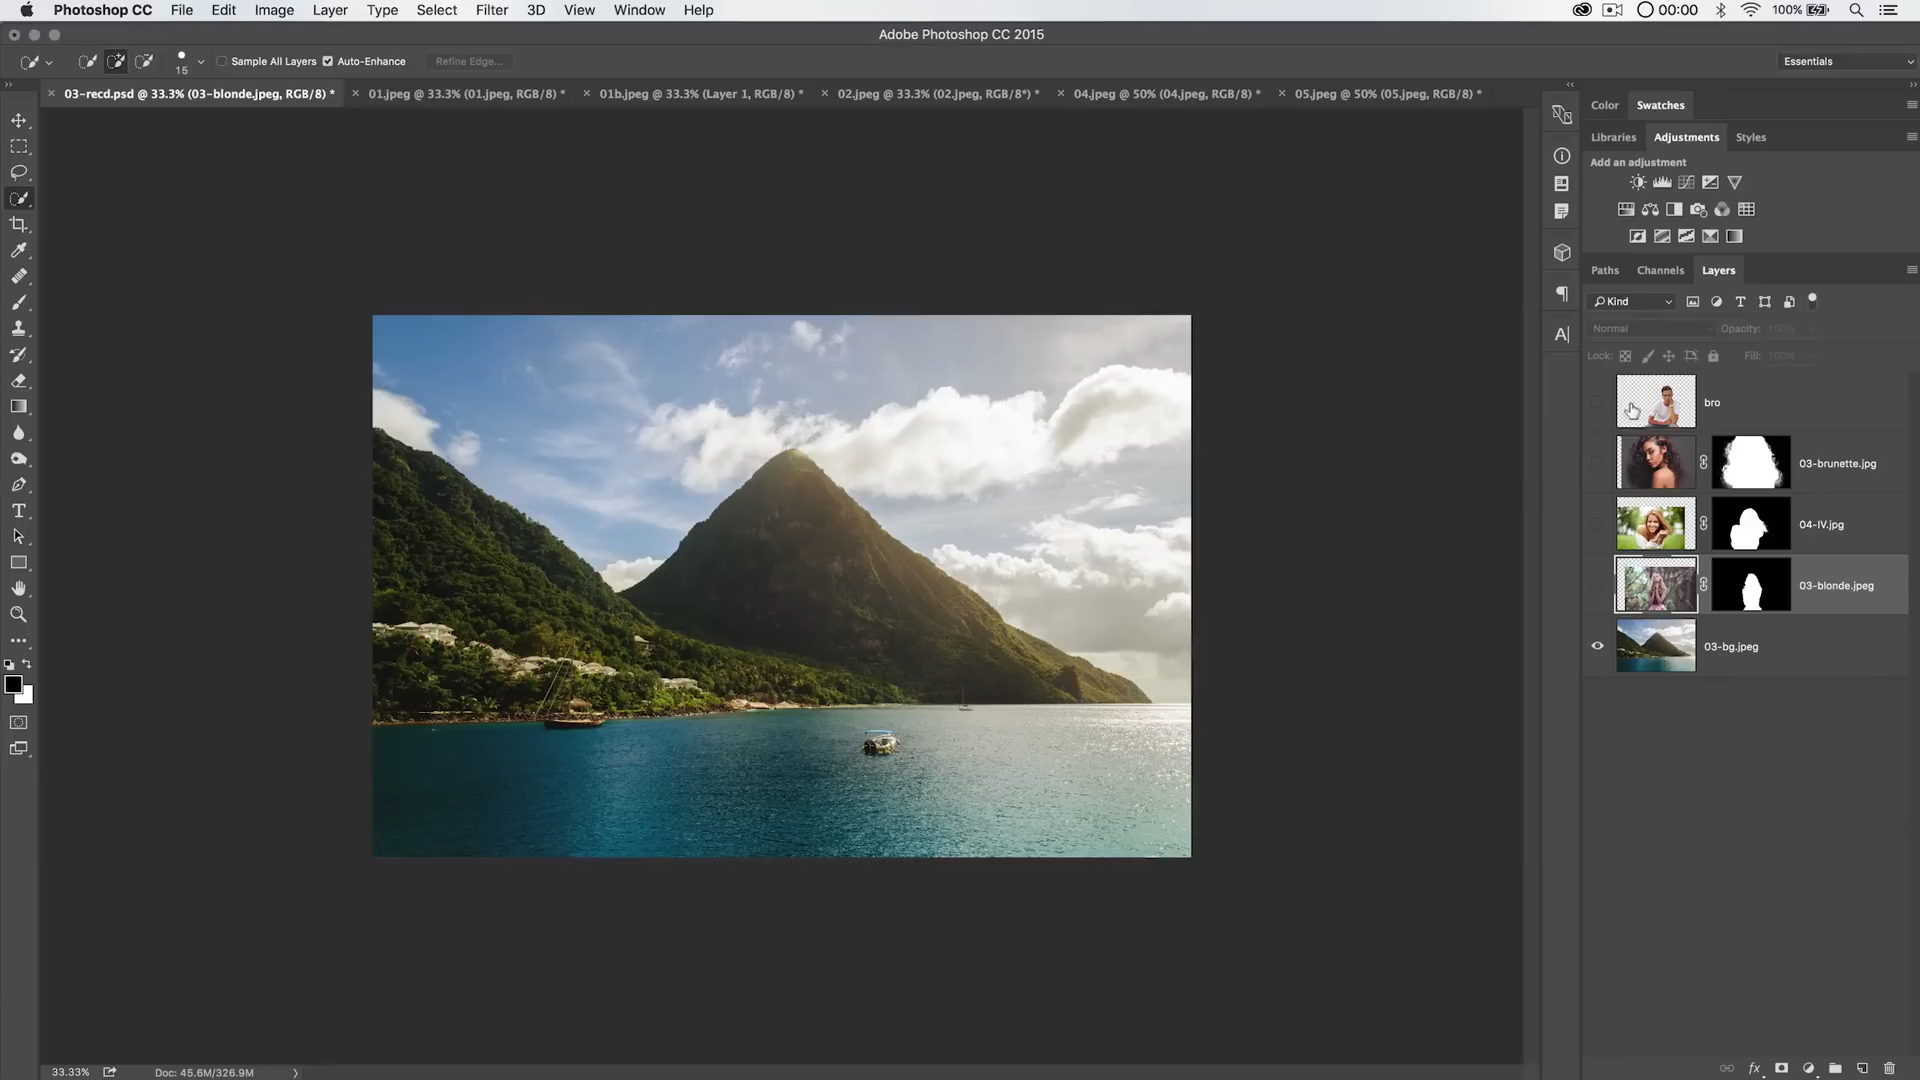 Photoshop CC File Edit Image Layer Type Select Filter 3D View Window Help 00:00 100%
Adobe Photoshop CC 2015
15 Sample All Layers Auto-Enhance Refine Edge... Essentials
03-recd.psd @ 33.3% (03-blonde.jpeg, RGB/8) * 01.jpeg @ 33.3% (01.jpeg, RGB/8) * 01b.jpeg @ 33.3% (Layer 1, RGB/8) * 02.jpeg @ 33.3% (02.jpeg, RGB/8*) * 04.jpeg @ 50% (04.jpeg, RGB/8) * 05.jpeg @ 50% (05.jpeg, RGB/8) *
Color Swatches
Libraries Adjustments Styles
Add an adjustment
Paths Channels Layers
Kind
Normal Opacity: 100%
Lock: Fill: 100%
bro
03-brunette.jpg
04-IV.jpg
03-blonde.jpeg
03-bg.jpeg
33.33% Doc: 45.6M/326.9M